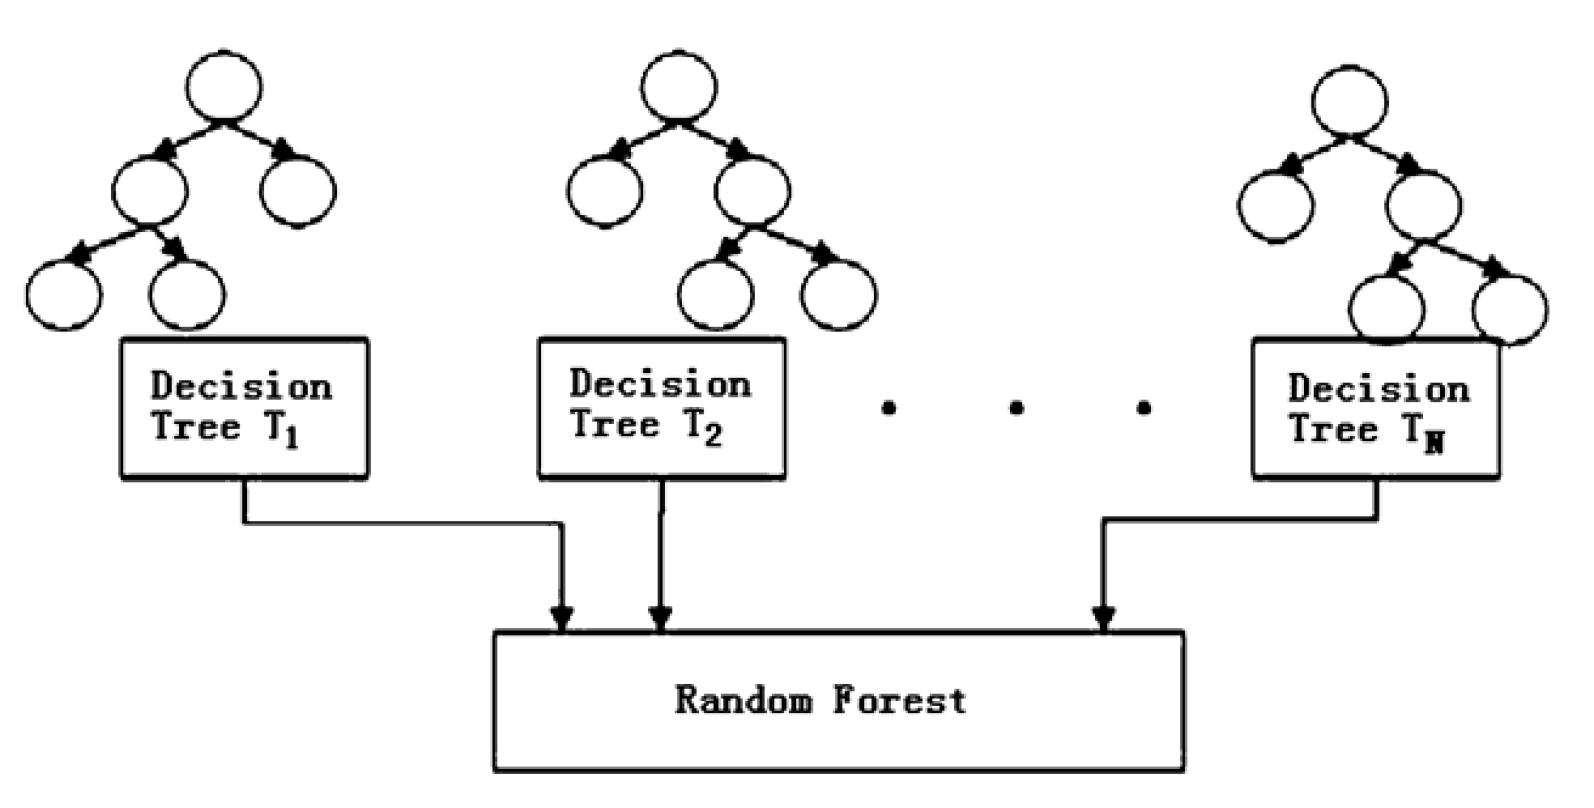 Decision
Tree T1
Decision
Tree T2
Decision
Tree TN
Random Forest